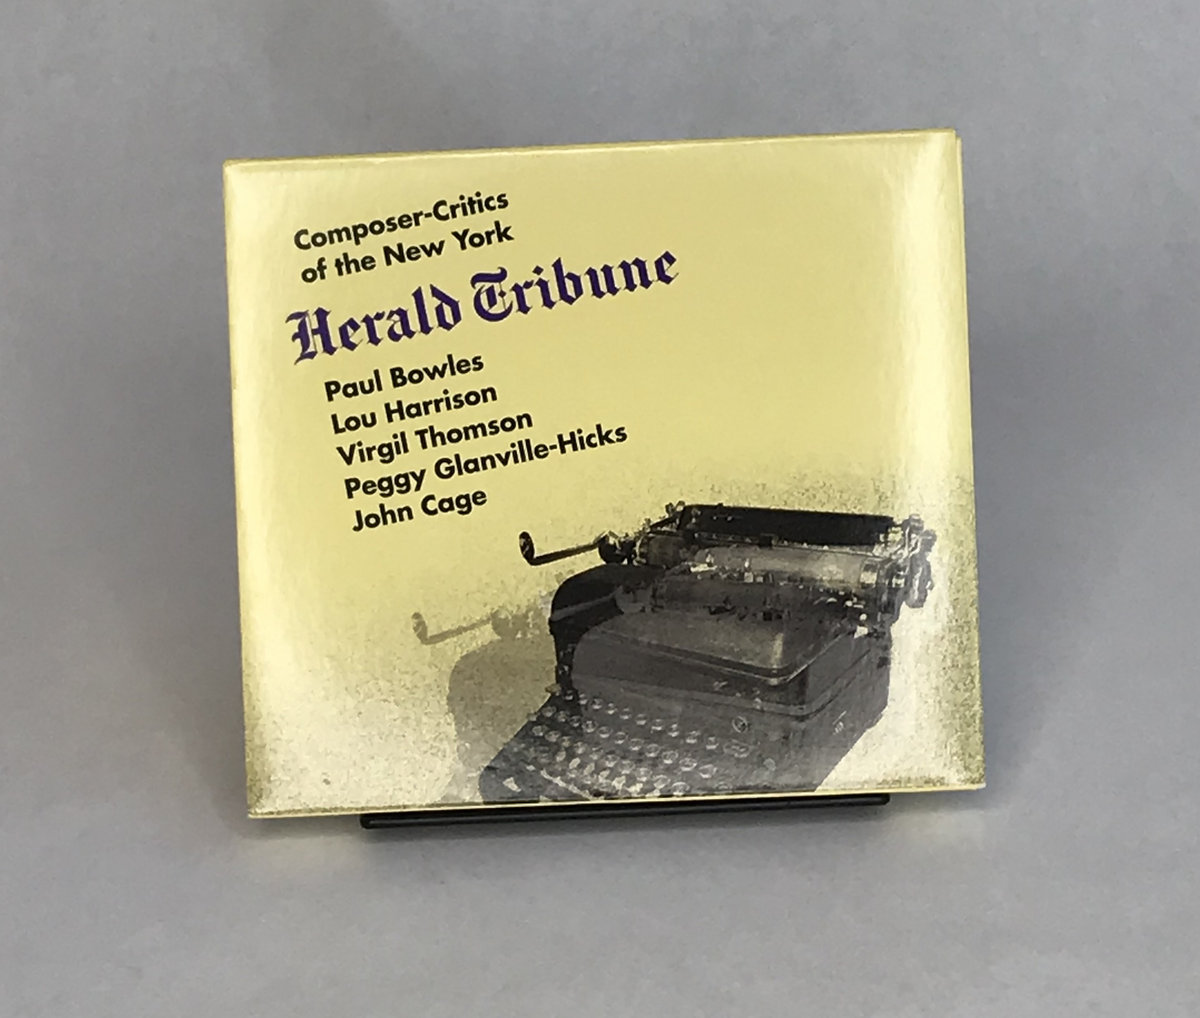 Composer-Critics
of the New York
Herald Tribune
Paul Bowles
Lou Harrison
Virgil Thomson
Peggy Glanville-Hicks
John Cage